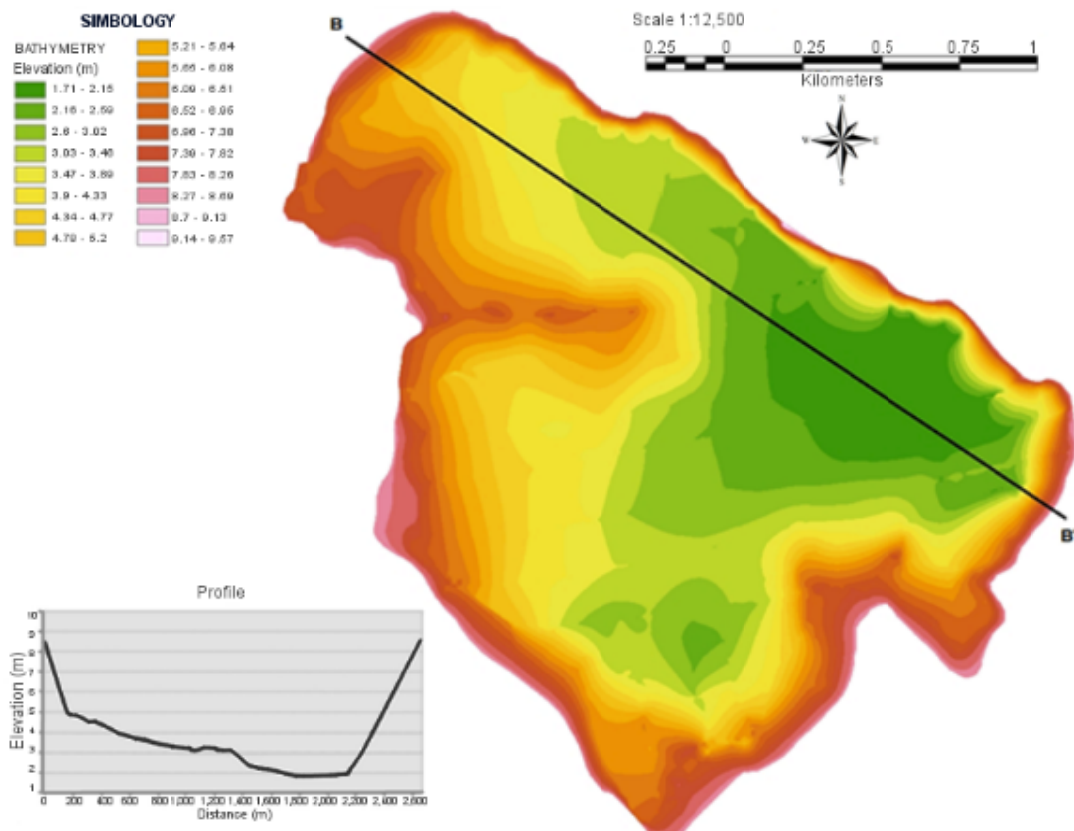 SIMBOLOGY
BATHYMETRY
Elevation (m)
1.71 - 2.15
2.16 - 2.59
2.6 - 3.02
3.03 - 3.46
3.47 - 3.89
3.9 - 4.33
4.34 - 4.77
4.78 - 5.2
5.21 - 5.64
5.65 - 6.08
6.09 - 6.51
6.52 - 6.95
6.96 - 7.38
7.39 - 7.82
7.83 - 8.26
8.27 - 8.69
8.7 - 9.13
9.14 - 9.57
B
Scale 1:12,500
0.25 0 0.25 0.5 0.75 1
Kilometers
N
W E
S
B'
Profile
Elevation (m)
10
9
8
7
6
5
4
3
2
1
0 200 400 600 800 1,000 1,200 1,400 1,600 1,800 2,000 2,200 2,400 2,600
Distance (m)